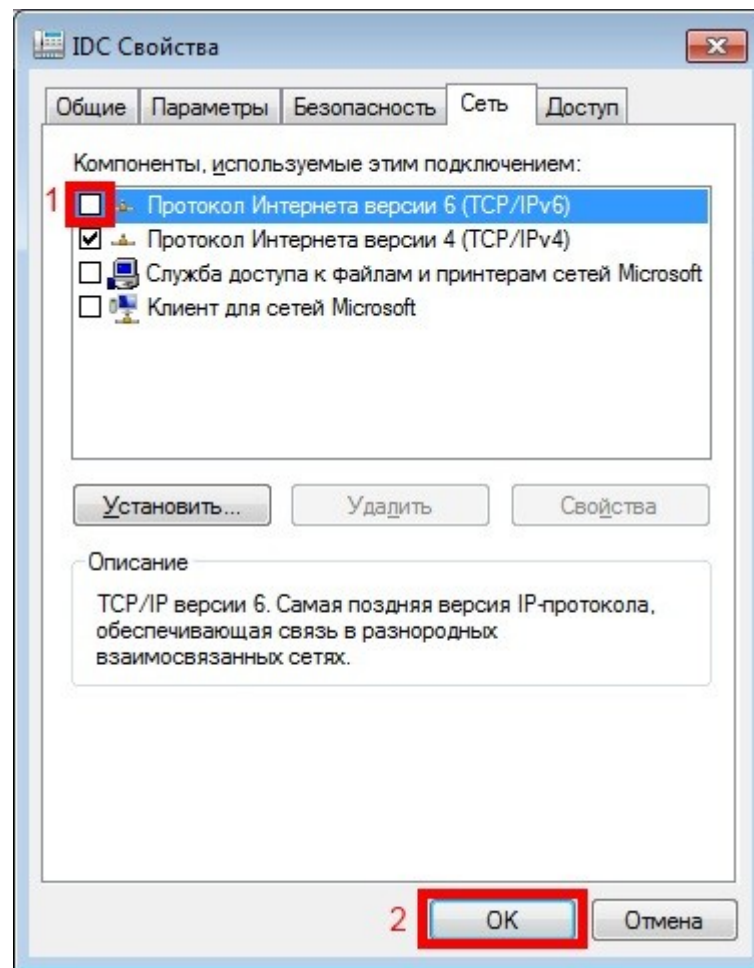 IDC Свойства
Общие Параметры Безопасность Сеть Доступ
Компоненты, используемые этим подключением:
1 Протокол Интернета версии 6 (TCP/IPv6)
Протокол Интернета версии 4 (TCP/IPv4)
Служба доступа к файлам и принтерам сетей Microsoft
Клиент для сетей Microsoft
Установить... Удалить Свойства
Описание
TCP/IP версии 6. Самая поздняя версия IP-протокола,
обеспечивающая связь в разнородных
взаимосвязанных сетях.
2 ОК Отмена